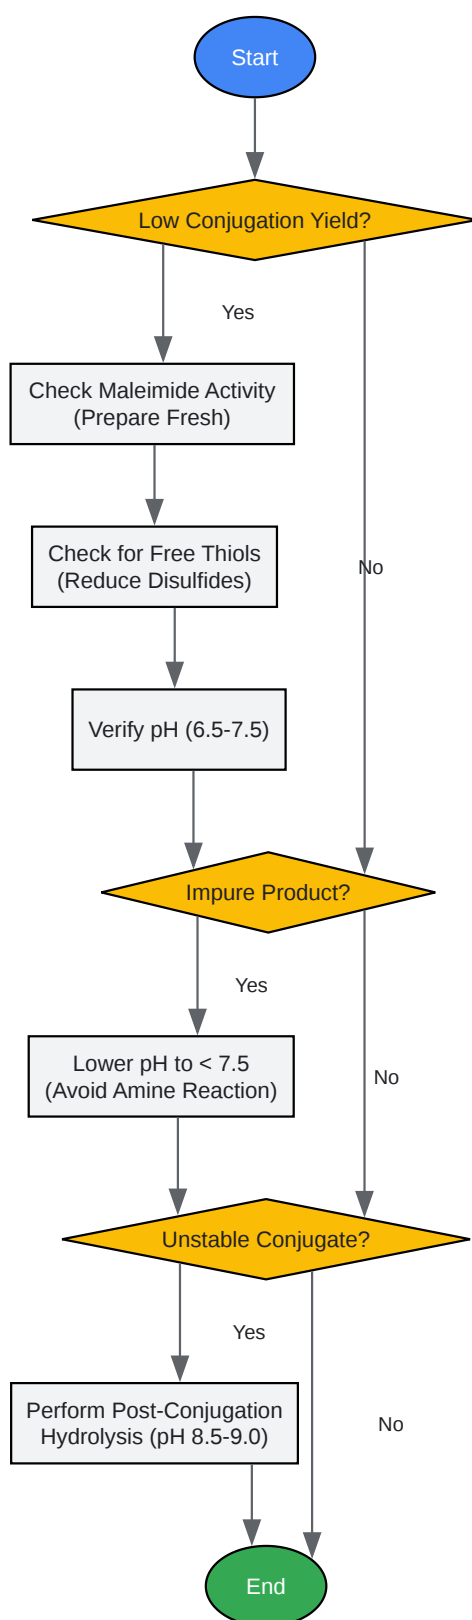 Start
Low Conjugation Yield?
Yes
Check Maleimide Activity
(Prepare Fresh)
Check for Free Thiols
(Reduce Disulfides)
No
Verify pH (6.5-7.5)
Impure Product?
Yes
Lower pH to < 7.5
(Avoid Amine Reaction)
No
Unstable Conjugate?
Yes
Perform Post-Conjugation
Hydrolysis (pH 8.5-9.0)
No
End